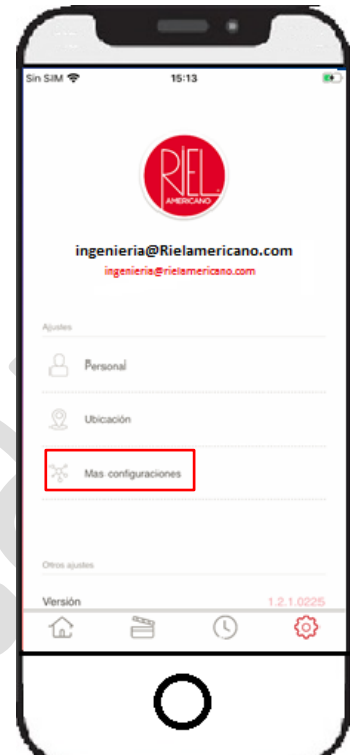 Sin SIM 15:13
RIEL
AMERICANO
ingenieria@Rielamericano.com
ingenieria@rielamericano.com
Ajustes
Personal
Ubicación
Mas configuraciones
Otros ajustes
Versión 1.2.1.0225